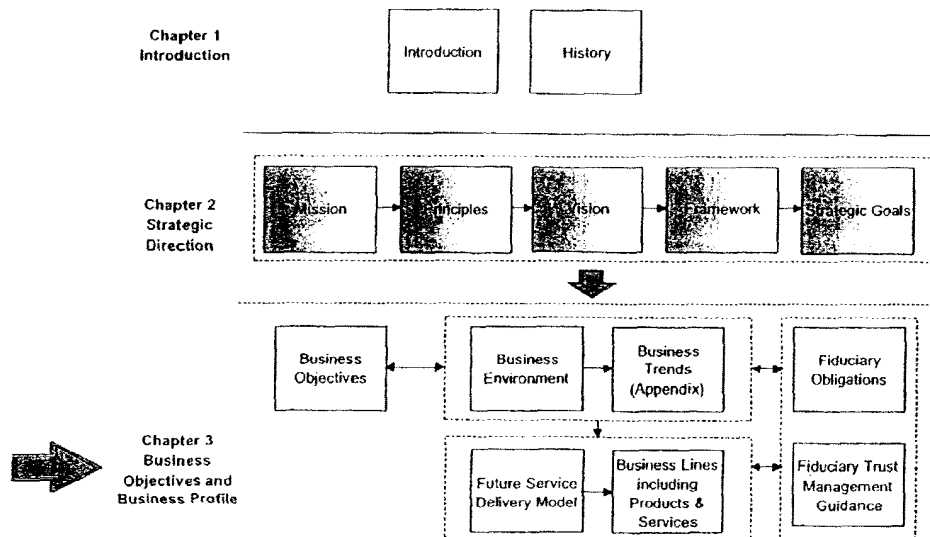 Chapter 1
Introduction
Introduction
History
Chapter 2
Strategic
Direction
Mission
Principles
Vision
Framework
Strategic Goals
Business
Objectives
Business
Environment
Business
Trends
(Appendix)
Fiduciary
Obligations
Chapter 3
Business
Objectives and
Business Profile
Future Service
Delivery Model
Business Lines
including
Products &
Services
Fiduciary Trust
Management
Guidance